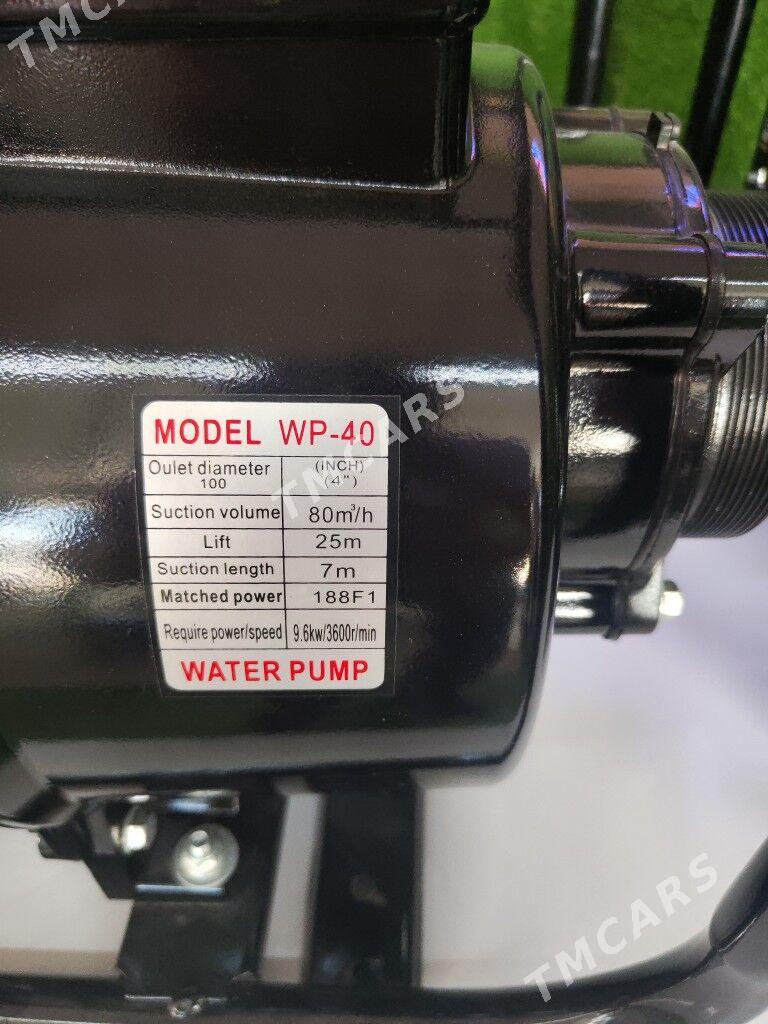 TMCARS
MODEL WP-40
Oulet diameter 100 (INCH) (4")
Suction volume 80m³/h
Lift 25m
Suction length 7m
Matched power 188F1
Require power/speed 9.6kw/3600r/min
WATER PUMP
TMCARS
TMCARS